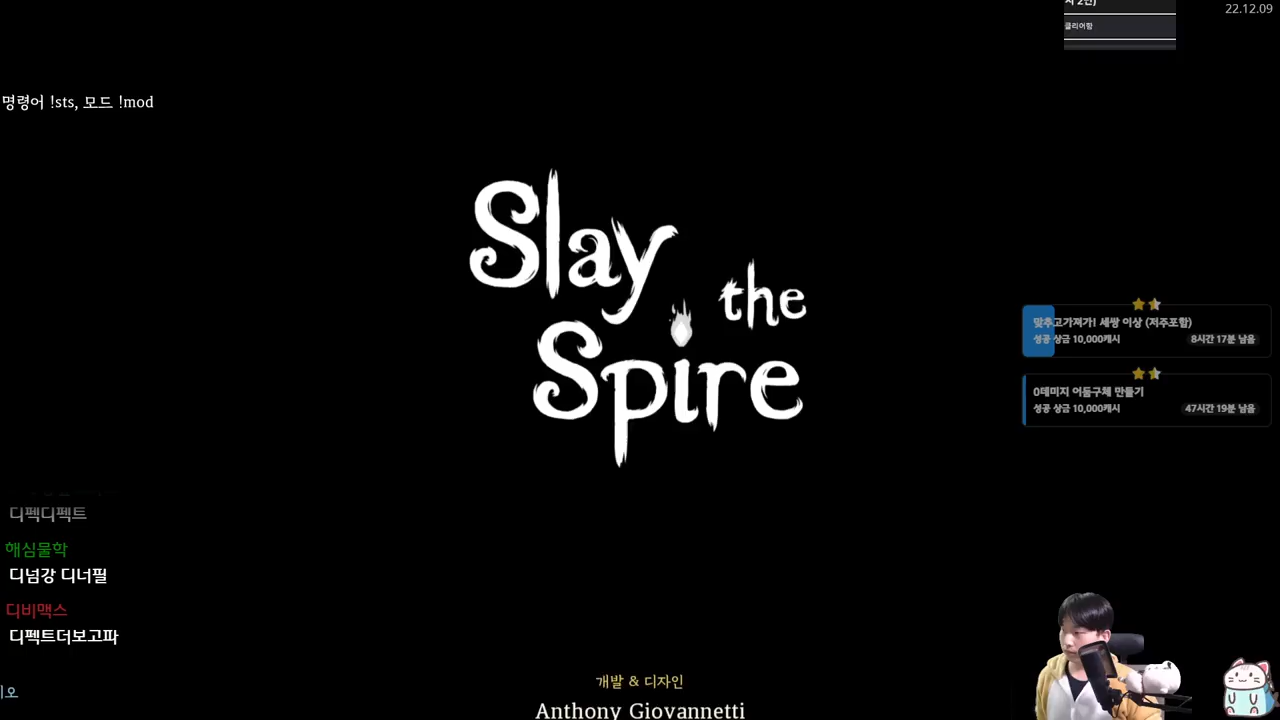 22.12.09
클리어함
명령어 !sts, 모드 !mod
Slay
the
Spire
맞추고가져가! 세쌍 이상 (저주포함)
성공 상금 10,000캐시
8시간 17분 남음
0데미지 어둠구체 만들기
성공 상금 10,000캐시
47시간 19분 남음
디펙디펙트
해심물학
디넘강 디너필
디비맥스
디펙트더보고파
개발 & 디자인
Anthony Giovannetti